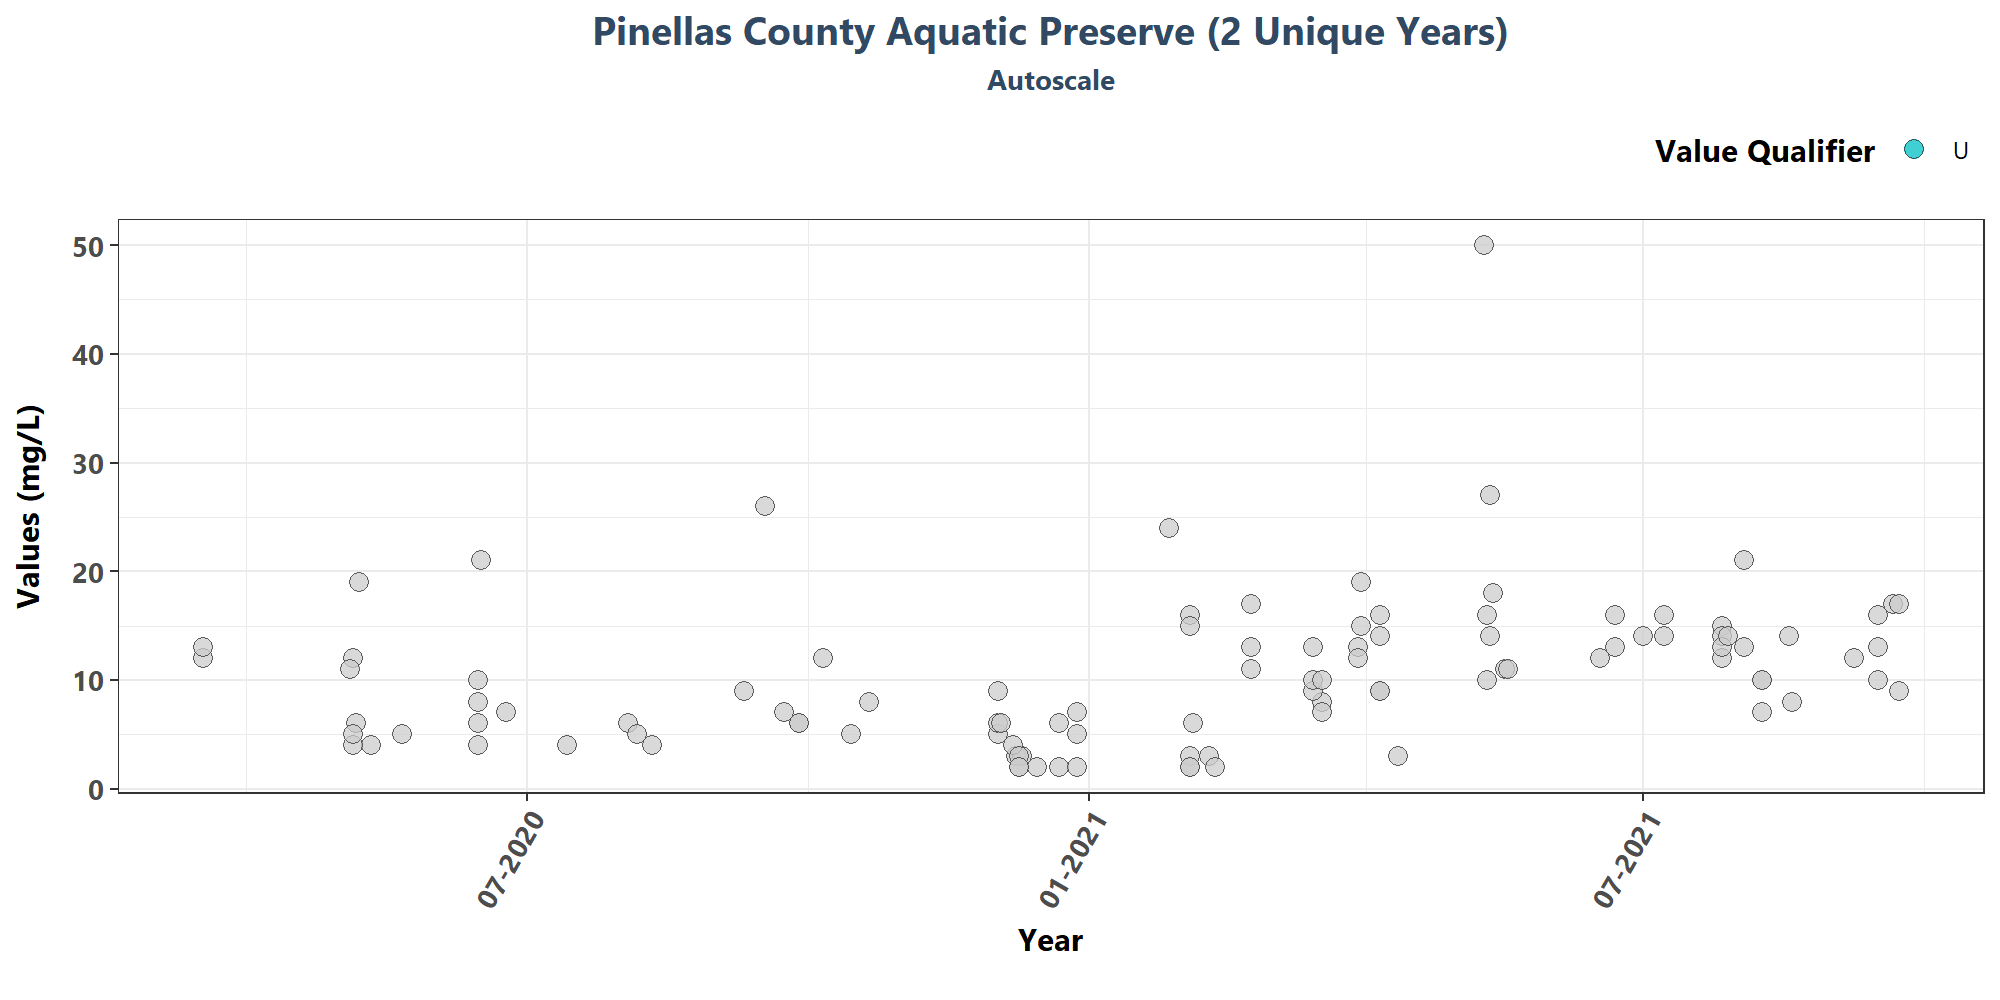 Pinellas County Aquatic Preserve (2 Unique Years)
Autoscale
Value Qualifier U
50
40
30
20
10
0
Values (mg/L)
07-2020
01-2021
07-2021
Year